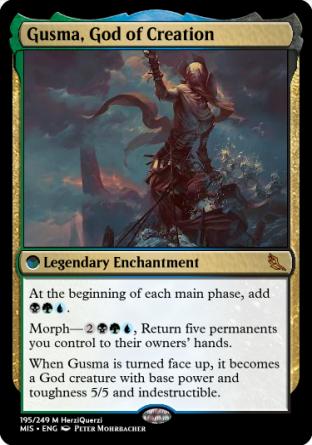 Gusma, God of Creation
Legendary Enchantment
At the beginning of each main phase, add
.
Morph—2, Return five permanents
you control to their owners' hands.
When Gusma is turned face up, it becomes
a God creature with base power and
toughness 5/5 and indestructible.
195/249 M HerziQuerzi
MIS • ENG Peter Mohrbacher